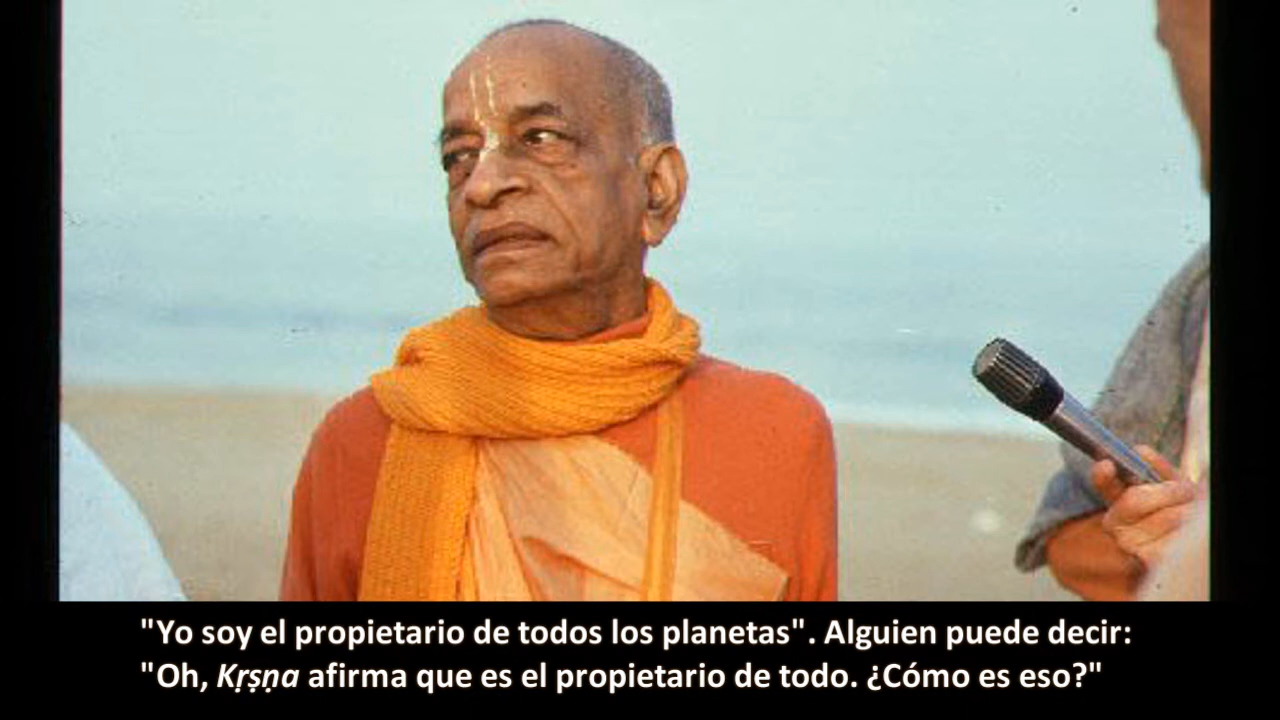 "Yo soy el propietario de todos los planetas". Alguien puede decir:
"Oh, Kṛṣṇa afirma que es el propietario de todo. ¿Cómo es eso?"